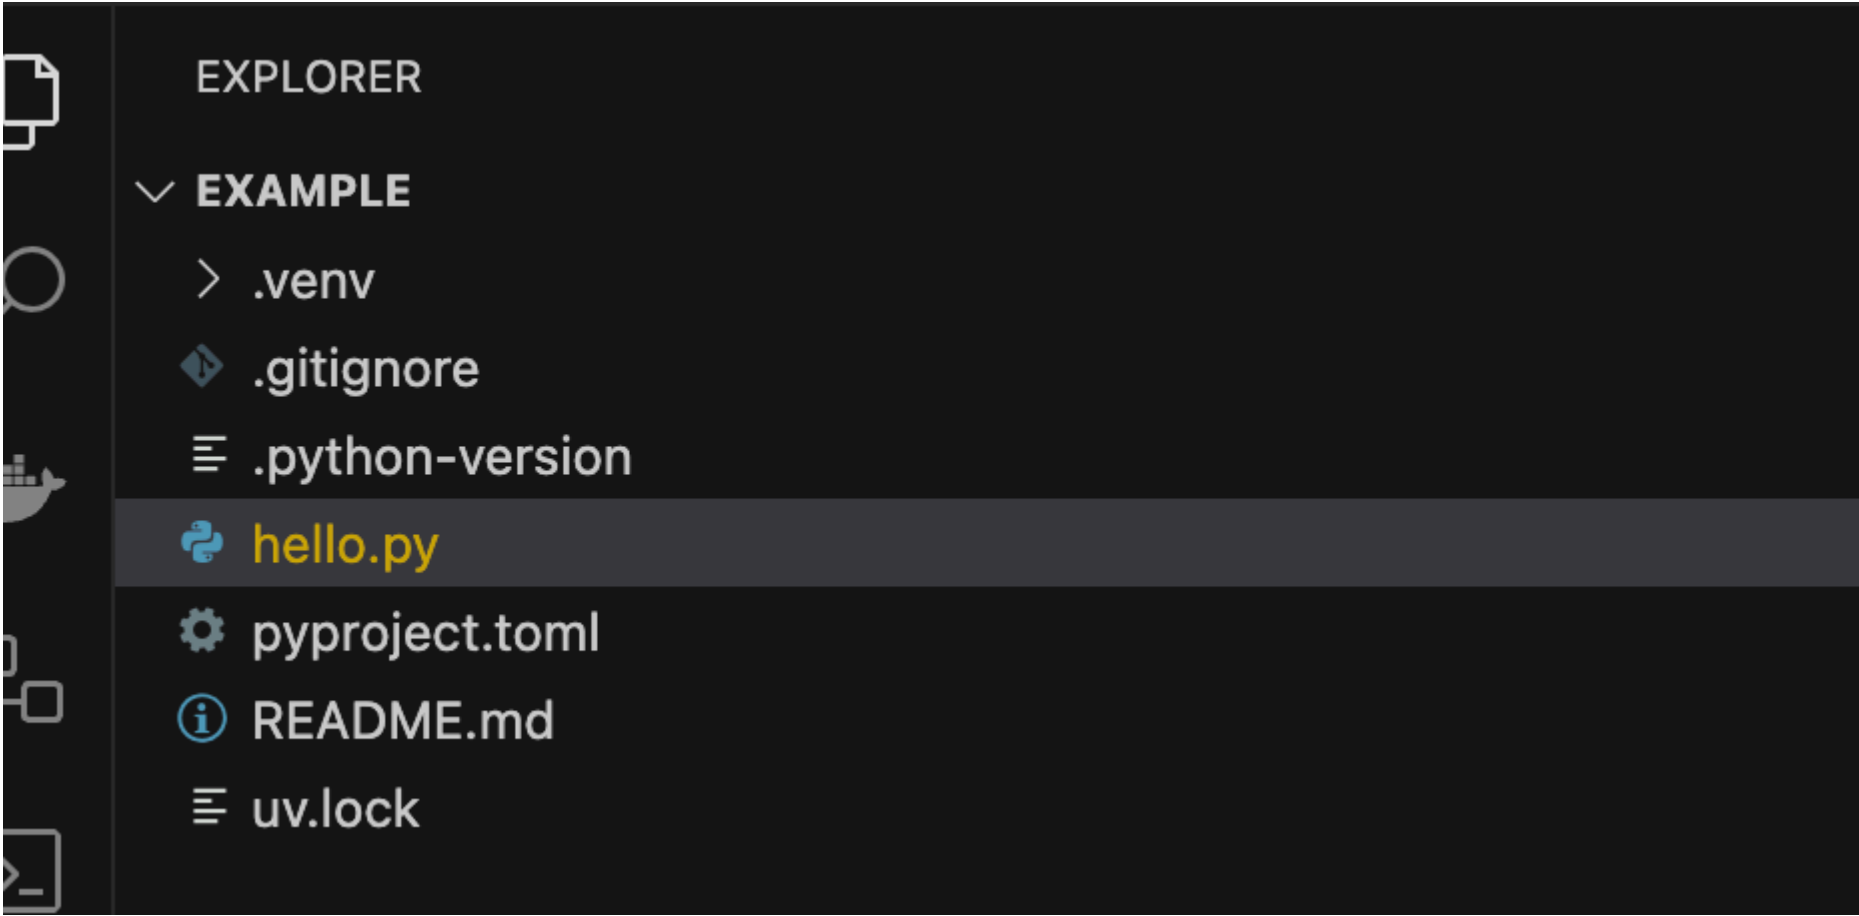 EXPLORER
EXAMPLE
.venv
.gitignore
.python-version
hello.py
pyproject.toml
README.md
uv.lock